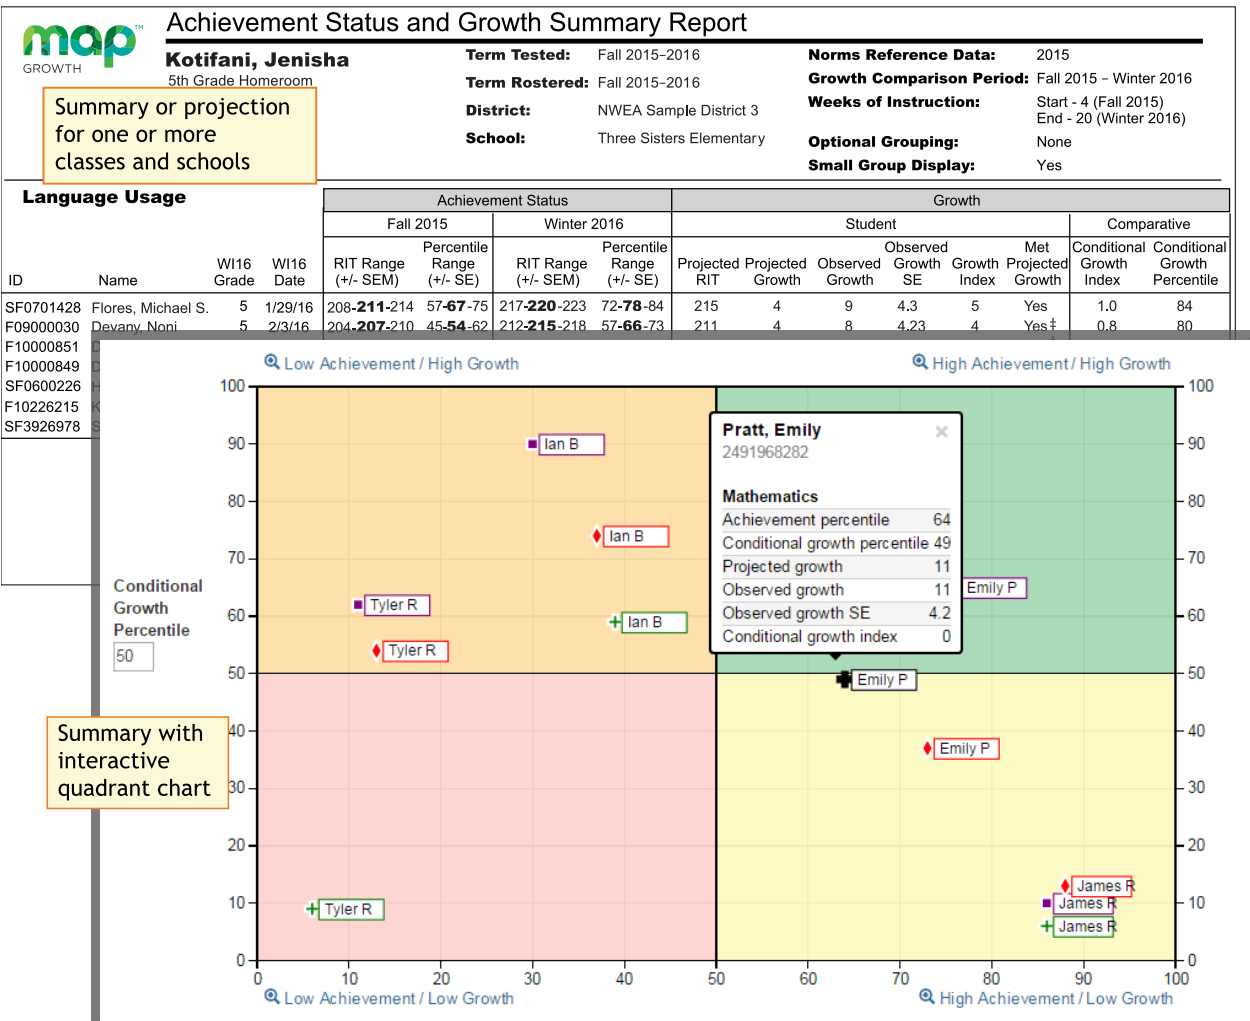 map™
GROWTH
Achievement Status and Growth Summary Report
Kotifani, Jenisha
5th Grade Homeroom
Term Tested: Fall 2015-2016
Term Rostered: Fall 2015-2016
District: NWEA Sample District 3
School: Three Sisters Elementary
Norms Reference Data: 2015
Growth Comparison Period: Fall 2015 – Winter 2016
Weeks of Instruction: Start - 4 (Fall 2015)
End - 20 (Winter 2016)
Optional Grouping: None
Small Group Display: Yes
Summary or projection
for one or more
classes and schools
Language Usage
Achievement Status Growth
Fall 2015 Winter 2016 Student Comparative
ID Name WI16 Grade WI16 Date RIT Range (+/- SEM) Percentile Range (+/- SE) RIT Range (+/- SEM) Percentile Range (+/- SE) Projected RIT Projected Growth Observed Growth Observed Growth SE Growth Index Met Projected Growth Conditional Growth Index Conditional Growth Percentile
SF0701428 Flores, Michael S. 5 1/29/16 208-211-214 57-67-75 217-220-223 72-78-84 215 4 9 4.3 5 Yes 1.0 84
F09000030 Devany, Noni 5 2/3/16 204-207-210 45-54-62 212-215-218 57-66-73 211 4 8 4.23 4 Yes‡ 0.8 80
F10000851 D
F10000849 D
SF0600226 H
F10226215 K
SF3926978 S
Low Achievement / High Growth
High Achievement / High Growth
100
90
80
70
60
50
40
30
20
10
0
100
90
80
70
60
50
40
30
20
10
0
Conditional
Growth
Percentile
50
Ian B
Ian B
Ian B
Tyler R
Tyler R
Tyler R
Pratt, Emily ×
2491968282
Mathematics
Achievement percentile 64
Conditional growth percentile 49
Projected growth 11
Observed growth 11
Observed growth SE 4.2
Conditional growth index 0
Emily P
Emily P
Emily P
James R
James R
James R
Summary with
interactive
quadrant chart
0 10 20 30 40 50 60 70 80 90 100
Low Achievement / Low Growth
High Achievement / Low Growth